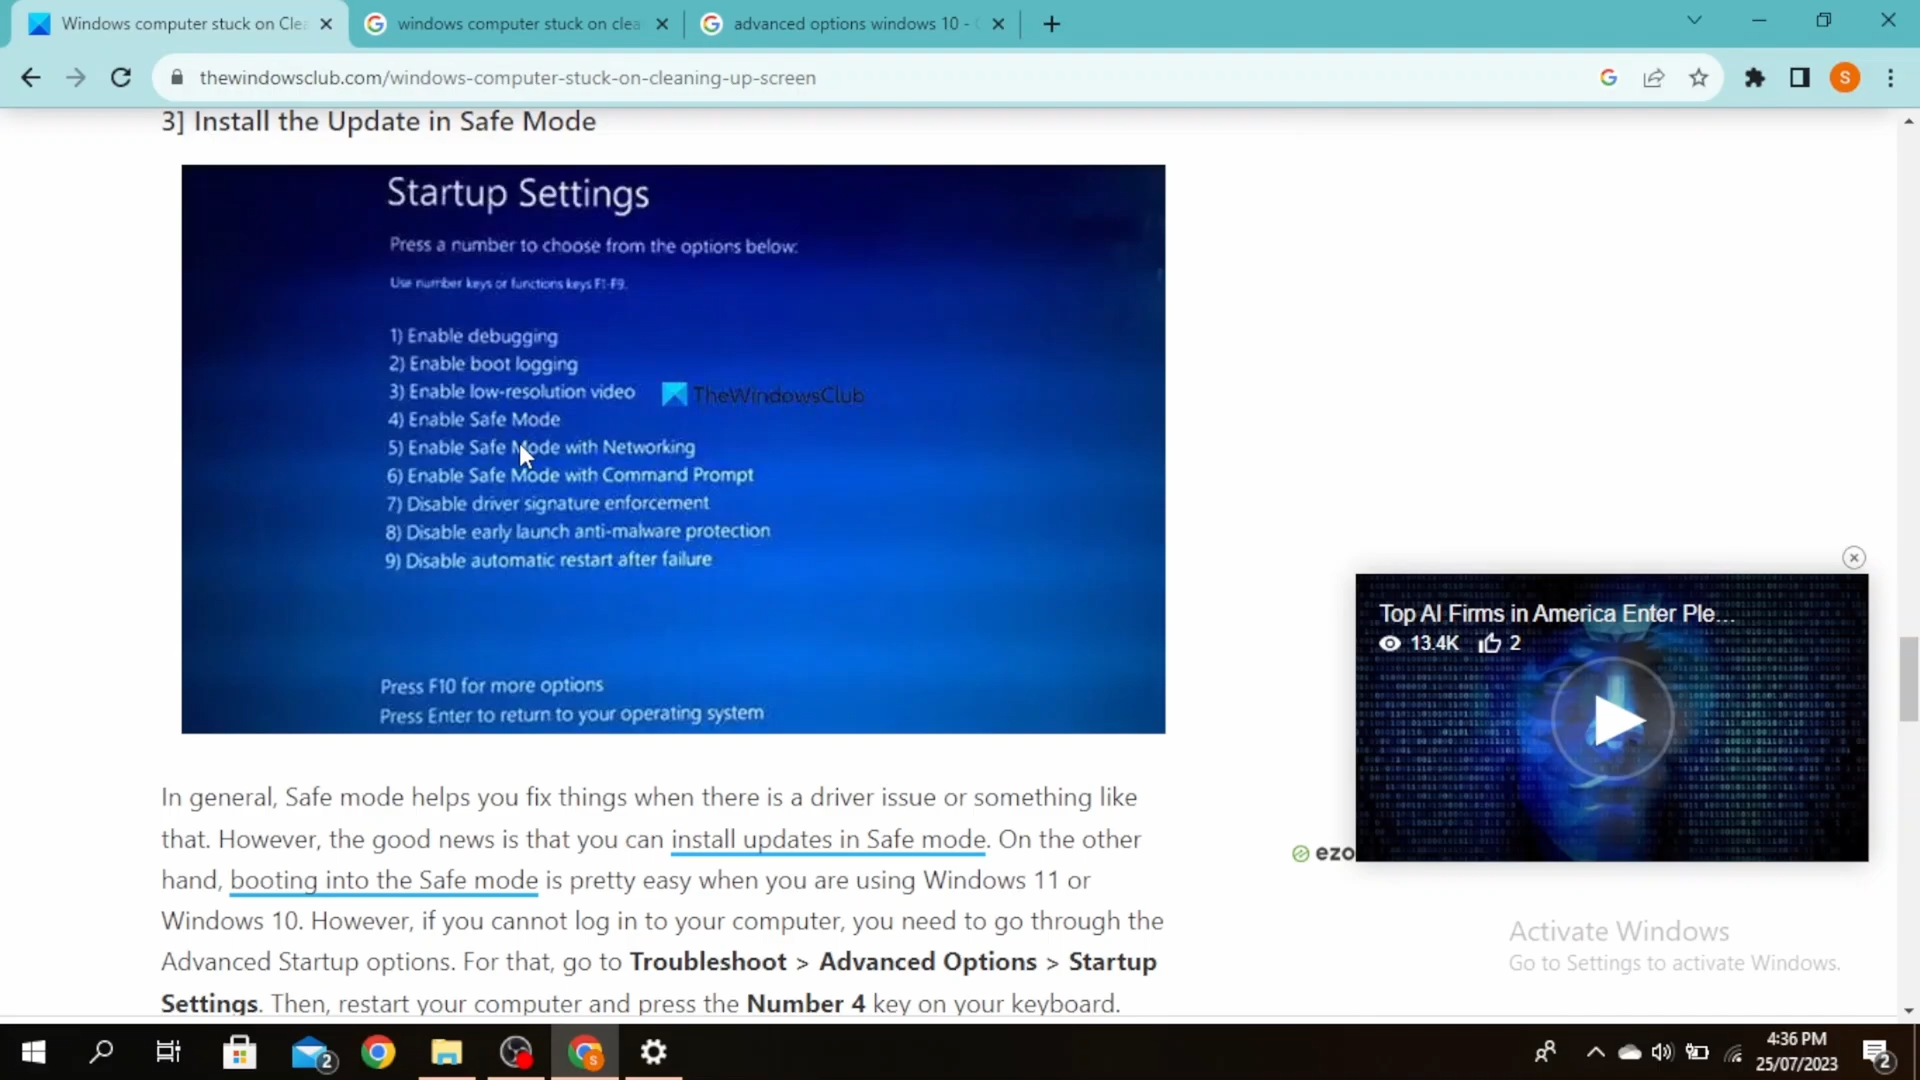 Windows computer stuck on Clea
windows computer stuck on clea
advanced options windows 10 -
thewindowsclub.com/windows-computer-stuck-on-cleaning-up-screen
S
3] Install the Update in Safe Mode
Startup Settings
Press a number to choose from the options below:
Use number keys or functions keys F1-F9.
1) Enable debugging
2) Enable boot logging
3) Enable low-resolution video
TheWindowsClub
4) Enable Safe Mode
5) Enable Safe Mode with Networking
6) Enable Safe Mode with Command Prompt
7) Disable driver signature enforcement
8) Disable early launch anti-malware protection
9) Disable automatic restart after failure
Press F10 for more options
Press Enter to return to your operating system
Top AI Firms in America Enter Ple...
13.4K 2
ezo
In general, Safe mode helps you fix things when there is a driver issue or something like
that. However, the good news is that you can install updates in Safe mode. On the other
hand, booting into the Safe mode is pretty easy when you are using Windows 11 or
Windows 10. However, if you cannot log in to your computer, you need to go through the
Advanced Startup options. For that, go to Troubleshoot > Advanced Options > Startup
Settings. Then, restart your computer and press the Number 4 key on your keyboard.
Activate Windows
Go to Settings to activate Windows.
2
S
4:36 PM
25/07/2023
2